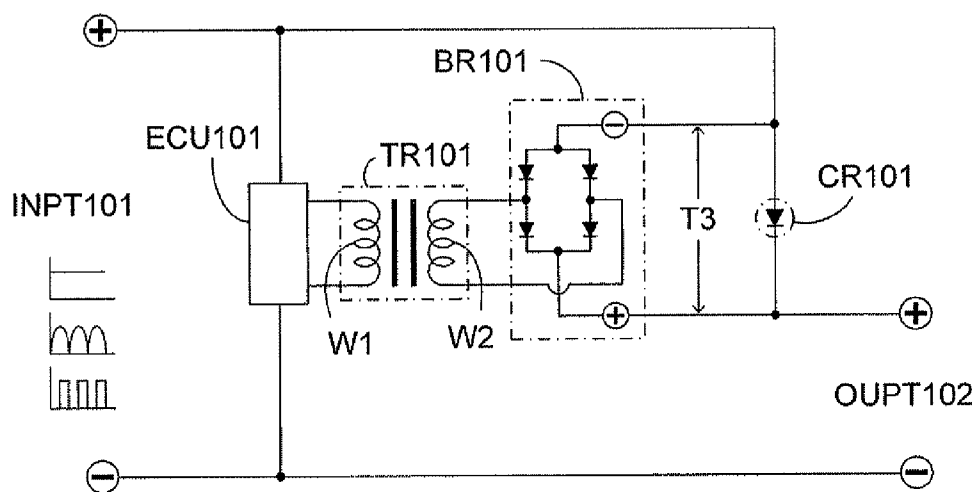 +
BR101
−
ECU101
TR101
CR101
INPT101
T3
W1
W2
+
+
OUPT102
−
−